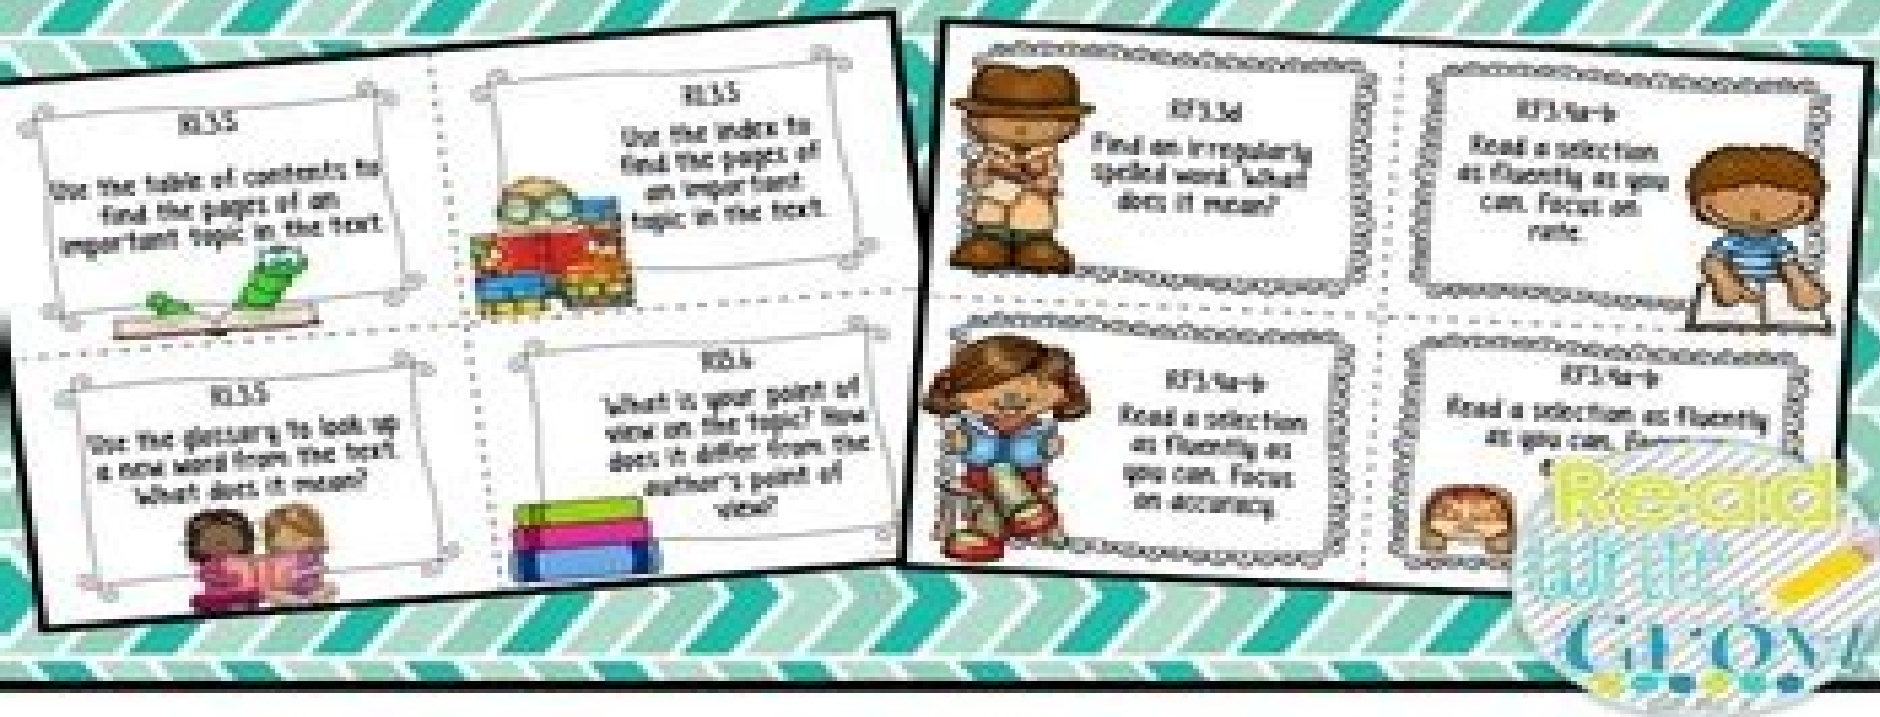 RI.3.5
Use the table of contents to
find the pages of an
important topic in the text.
RI.3.5
Use the index to
find the pages of
an important
topic in the text.
RI.3.5
Use the glossary to look up
a new word from the text.
What does it mean?
RI3.6
What is your point of
view on the topic? How
does it differ from the
author's point of
view?
RF3.3d
Find an irregularly
spelled word. What
does it mean?
RF3.4a-b
Read a selection
as fluently as you
can. Focus on
rate.
RF3.4a-b
Read a selection
as fluently as
you can. Focus
on accuracy.
RF3.4a-b
Read a selection as fluently
as you can.
Read
Grow